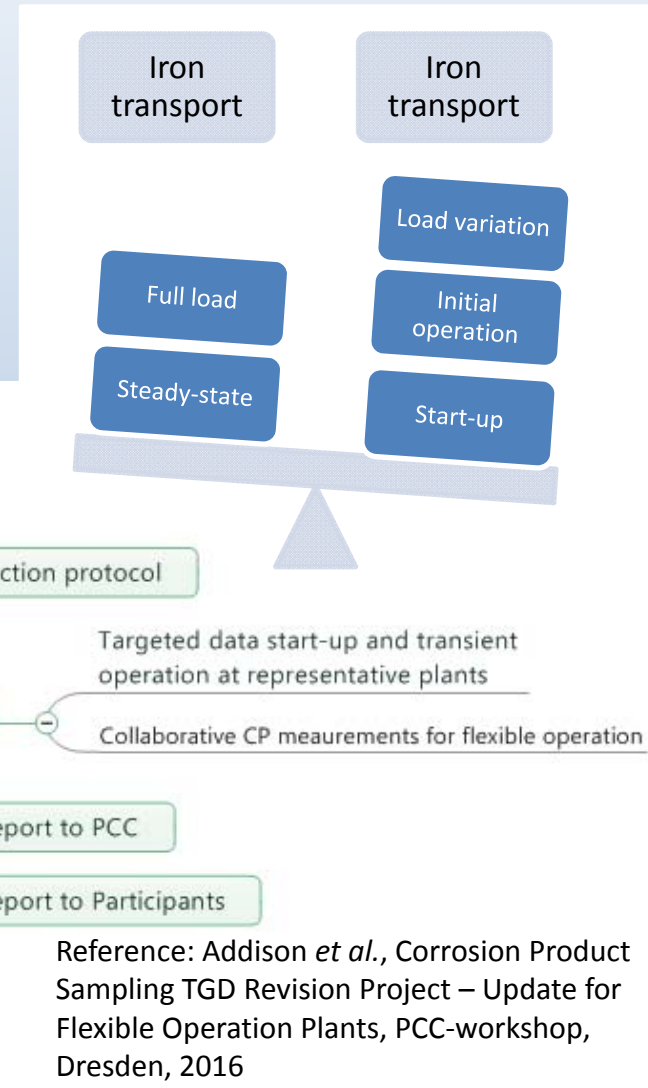 Iron
transport
Iron
transport
Load variation
Full load
Initial
operation
Steady-state
Start-up
ction protocol
Targeted data start-up and transient
operation at representative plants
Collaborative CP meaurements for flexible operation
eport to PCC
eport to Participants
Reference: Addison et al., Corrosion Product
Sampling TGD Revision Project – Update for
Flexible Operation Plants, PCC-workshop,
Dresden, 2016